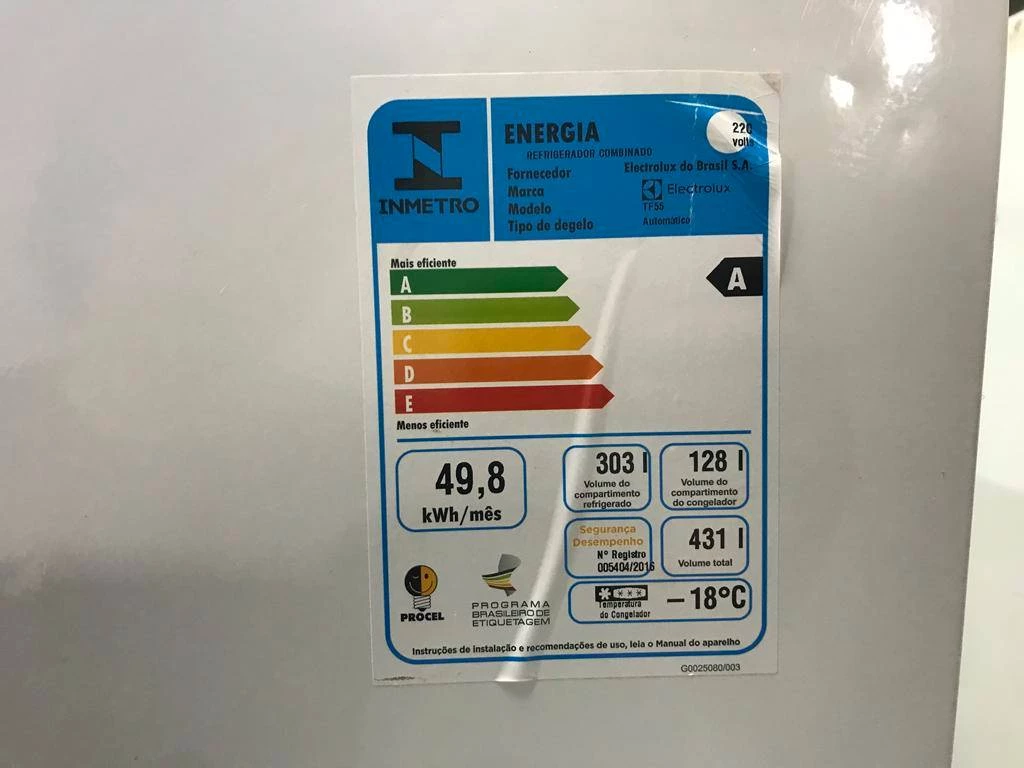 INMETRO
ENERGIA
REFRIGERADOR COMBINADO
220
volts
Fornecedor Electrolux do Brasil S.A.
Marca Electrolux
Modelo TF55
Tipo de degelo Automático
Mais eficiente
A
A
B
C
D
E
Menos eficiente
49,8
kWh/mês
303 l
Volume do
compartimento
refrigerado
128 l
Volume do
compartimento
do congelador
Segurança
Desempenho
N° Registro
005404/2016
431 l
Volume total
Temperatura
do Congelador
–18°C
PROCEL
PROGRAMA
BRASILEIRO DE
ETIQUETAGEM
Instruções de instalação e recomendações de uso, leia o Manual do aparelho
G0025080/003